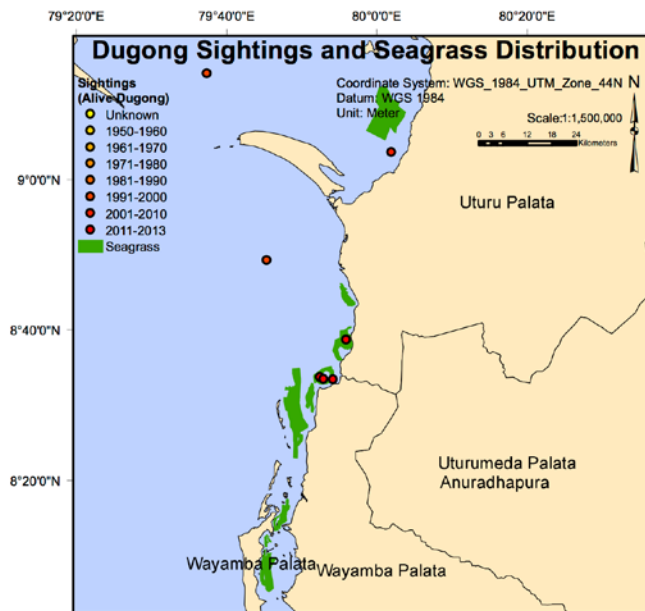 79°20'0"E 79°40'0"E 80°0'0"E 80°20'0"E
Dugong Sightings and Seagrass Distribution
Sightings
(Alive Dugong)
Unknown
1950-1960
1961-1970
1971-1980
1981-1990
1991-2000
2001-2010
2011-2013
Seagrass
Coordinate System: WGS_1984_UTM_Zone_44N
Datum: WGS 1984
Unit: Meter
N
Scale:1:1,500,000
0 3 6 12 18 24
Kilometers
9°0'0"N
Uturu Palata
8°40'0"N
8°20'0"N
Uturumeda Palata
Anuradhapura
Wayamba Palata
Wayamba Palata